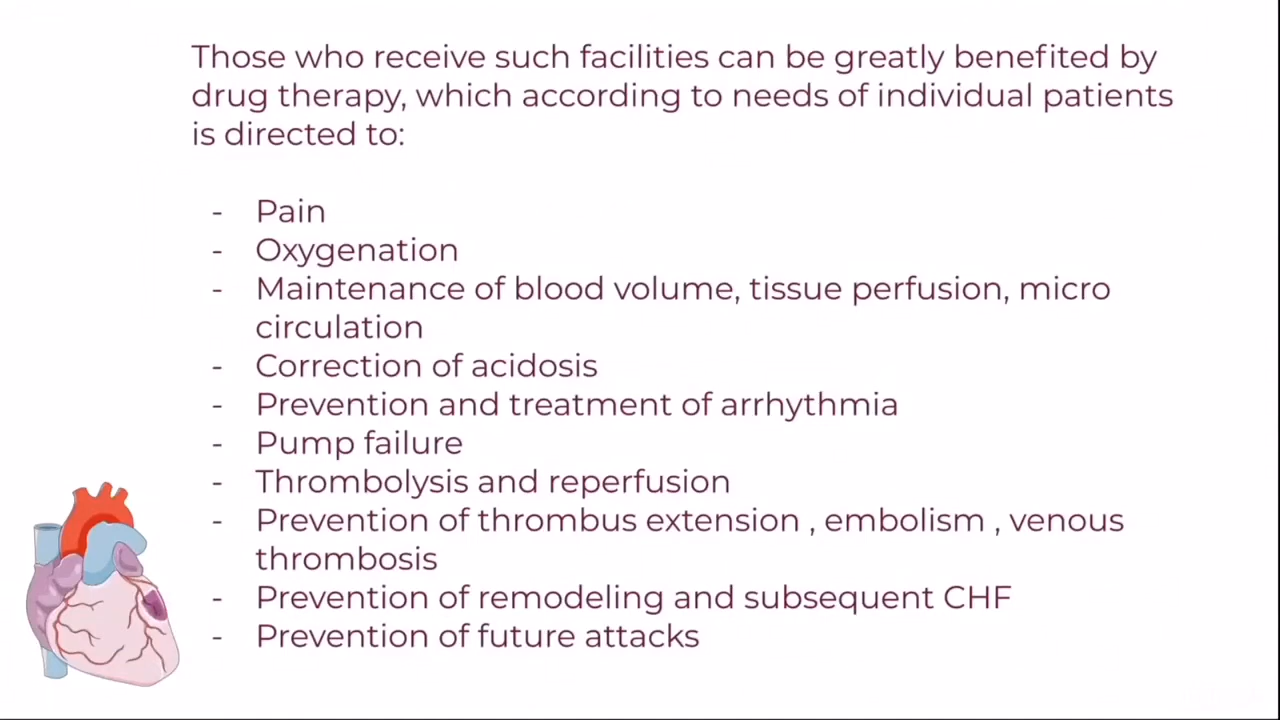 Those who receive such facilities can be greatly benefited by
drug therapy, which according to needs of individual patients
is directed to:
- Pain
- Oxygenation
- Maintenance of blood volume, tissue perfusion, micro
circulation
- Correction of acidosis
- Prevention and treatment of arrhythmia
- Pump failure
- Thrombolysis and reperfusion
- Prevention of thrombus extension , embolism , venous
thrombosis
- Prevention of remodeling and subsequent CHF
- Prevention of future attacks